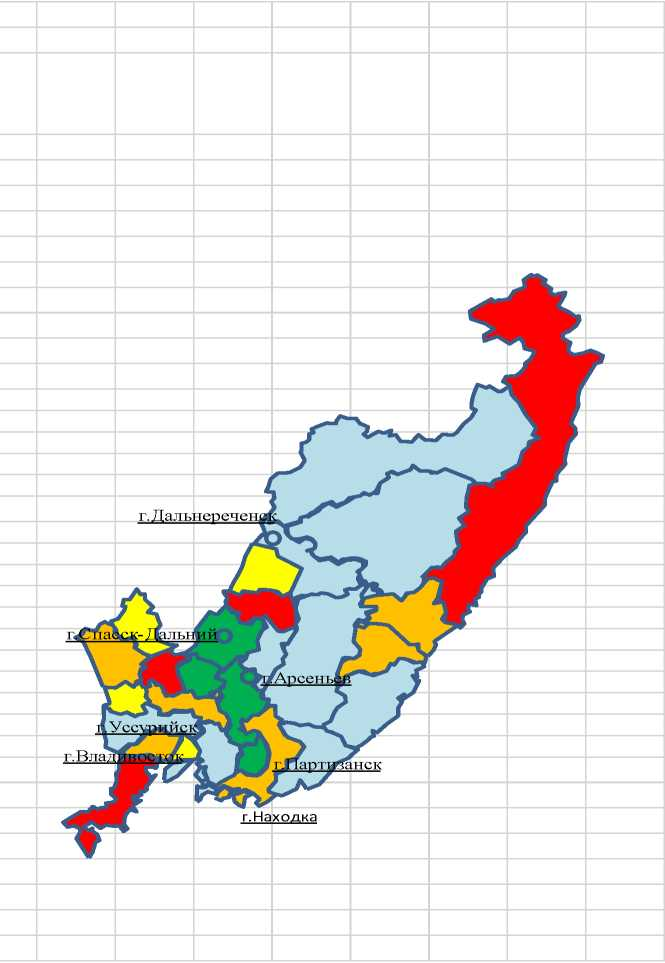 г.Дальнереченск
г.Спасск-Дальний
г.Арсеньев
г.Уссурийск
г.Владивосток
г.Партизанск
г.Находка